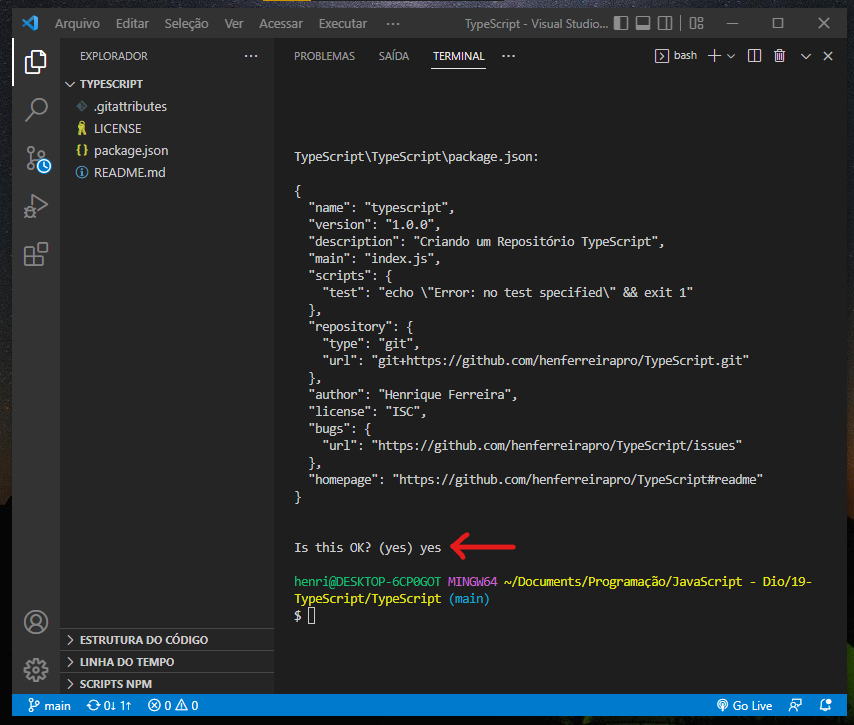 Arquivo Editar Seleção Ver Acessar Executar ··· TypeScript - Visual Studio...
EXPLORADOR ···
TYPESCRIPT
.gitattributes
LICENSE
package.json
README.md
ESTRUTURA DO CÓDIGO
LINHA DO TEMPO
SCRIPTS NPM
PROBLEMAS SAÍDA TERMINAL ··· bash
TypeScript\TypeScript\package.json:
{
"name": "typescript",
"version": "1.0.0",
"description": "Criando um Repositório TypeScript",
"main": "index.js",
"scripts": {
"test": "echo \"Error: no test specified\" && exit 1"
},
"repository": {
"type": "git",
"url": "git+https://github.com/henferreirapro/TypeScript.git"
},
"author": "Henrique Ferreira",
"license": "ISC",
"bugs": {
"url": "https://github.com/henferreirapro/TypeScript/issues"
},
"homepage": "https://github.com/henferreirapro/TypeScript#readme"
}
Is this OK? (yes) yes
henri@DESKTOP-6CP0GOT MINGW64 ~/Documents/Programação/JavaScript - Dio/19-
TypeScript/TypeScript (main)
$
main 0↓ 1↑ 0 0 Go Live